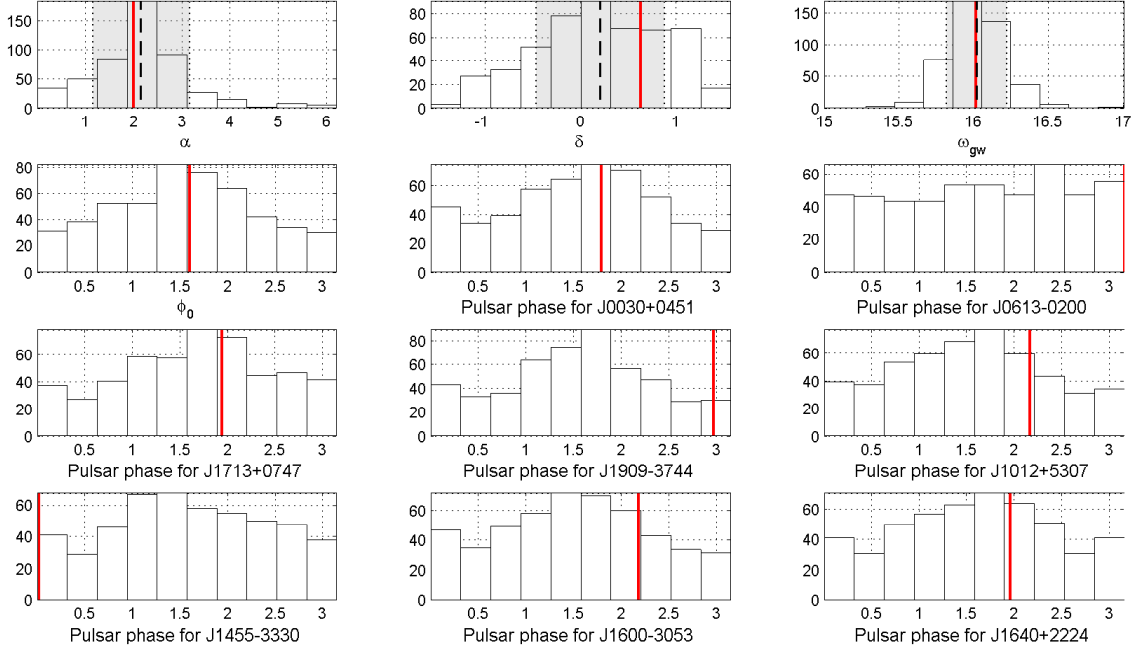 150
100
50
0
1 2 3 4 5 6
α
80
60
40
20
0
-1 0 1
δ
150
100
50
0
15 15.5 16 16.5 17
ω_gw
80
60
40
20
0
0.5 1 1.5 2 2.5 3
ϕ_0
80
60
40
20
0
0.5 1 1.5 2 2.5 3
Pulsar phase for J0030+0451
60
40
20
0
0.5 1 1.5 2 2.5 3
Pulsar phase for J0613-0200
60
40
20
0
0.5 1 1.5 2 2.5 3
Pulsar phase for J1713+0747
80
60
40
20
0
0.5 1 1.5 2 2.5 3
Pulsar phase for J1909-3744
60
40
20
0
0.5 1 1.5 2 2.5 3
Pulsar phase for J1012+5307
60
40
20
0
0.5 1 1.5 2 2.5 3
Pulsar phase for J1455-3330
60
40
20
0
0.5 1 1.5 2 2.5 3
Pulsar phase for J1600-3053
60
40
20
0
0.5 1 1.5 2 2.5 3
Pulsar phase for J1640+2224